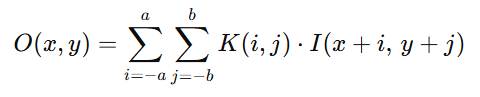 O(x, y) = \sum_{i=-a}^{a} \sum_{j=-b}^{b} K(i, j) \cdot I(x + i, y + j)